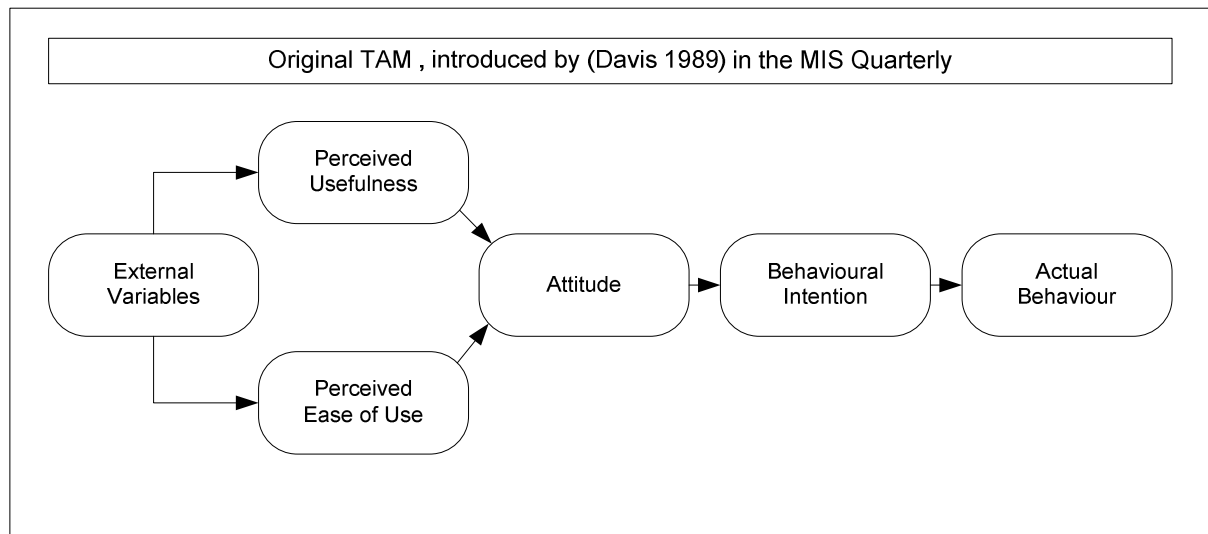 Original TAM , introduced by (Davis 1989) in the MIS Quarterly
Perceived
Usefulness
External
Variables
Attitude
Behavioural
Intention
Actual
Behaviour
Perceived
Ease of Use